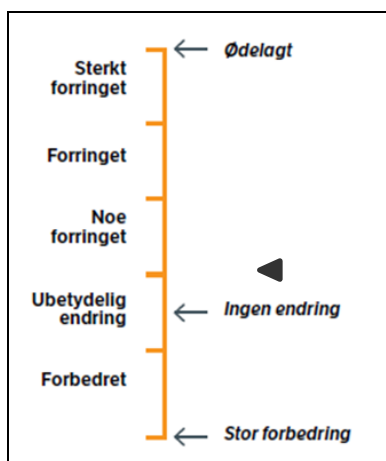 Ødelagt
Sterkt
forringet
Forringet
Noe
forringet
Ubetydelig
endring
Ingen endring
Forbedret
Stor forbedring